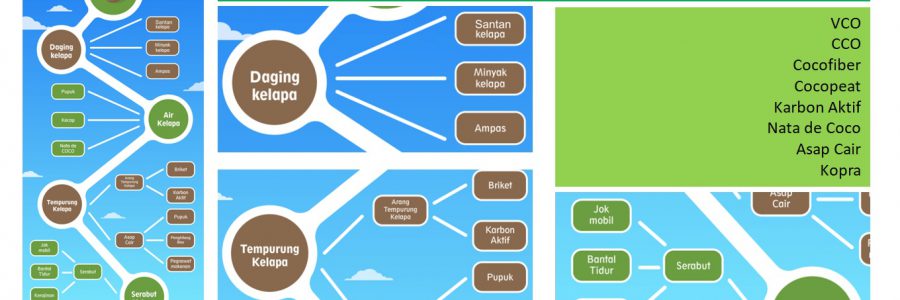 Daging
kelapa
Santan
kelapa
Minyak
kelapa
Ampas
Pupuk
Kecap
Nata de
COCO
Air
Kelapa
Tempurung
Kelapa
Arang
Tempurung
Kelapa
Briket
Karbon
Aktif
Asap
Cair
Pupuk
Pengawet
makanan
Jok
mobil
Bantal
Tidur
Serabut
Kerajinan
Serabut
Daging
kelapa
Santan
kelapa
Minyak
kelapa
Ampas
Tempurung
Kelapa
Arang
Tempurung
Kelapa
Briket
Karbon
Aktif
Pupuk
VCO
CCO
Cocofiber
Cocopeat
Karbon Aktif
Nata de Coco
Asap Cair
Kopra
Asap
Cair
Jok
mobil
Bantal
Tidur
Serabut